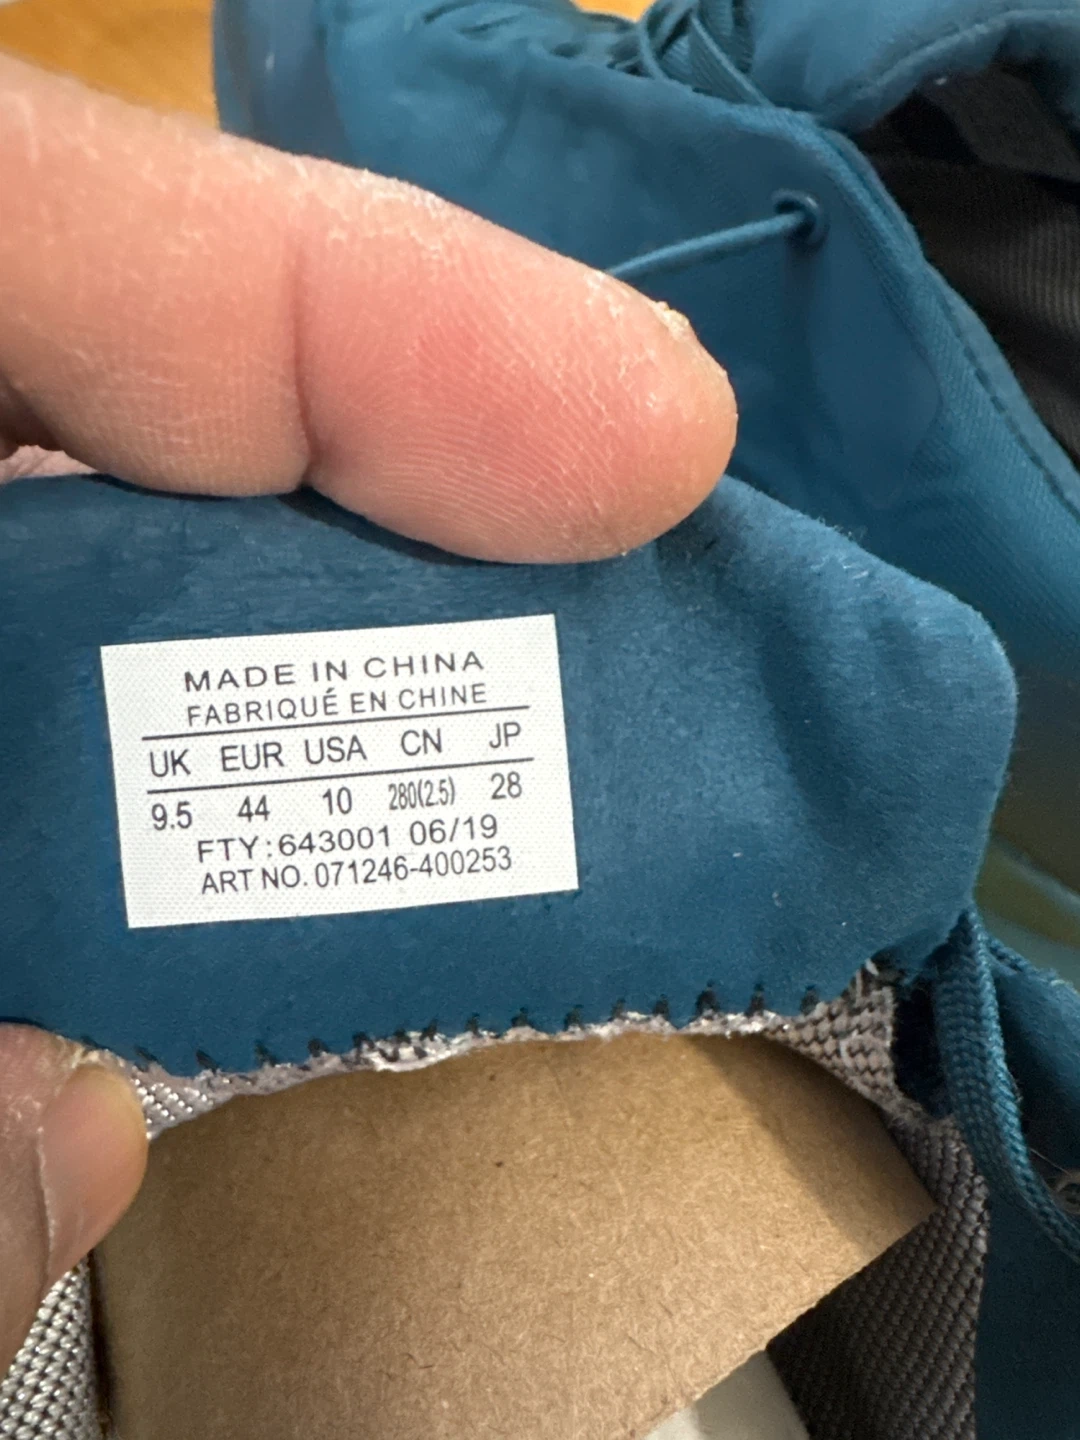 MADE IN CHINA
FABRIQUÉ EN CHINE
UK EUR USA CN JP
9.5 44 10 280(2.5) 28
FTY:643001 06/19
ART NO. 071246-400253